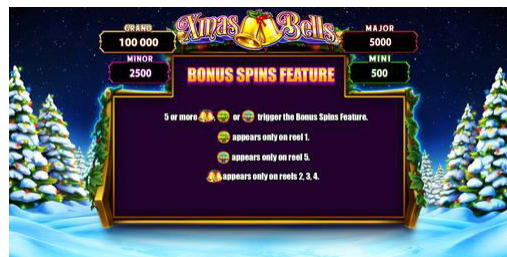 GRAND
Xmas Bells
MAJOR
100 000
5000
MINOR
MINI
2500
500
BONUS SPINS FEATURE
5 or more , or trigger the Bonus Spins Feature.
appears only on reel 1.
appears only on reel 5.
appears only on reels 2, 3, 4.